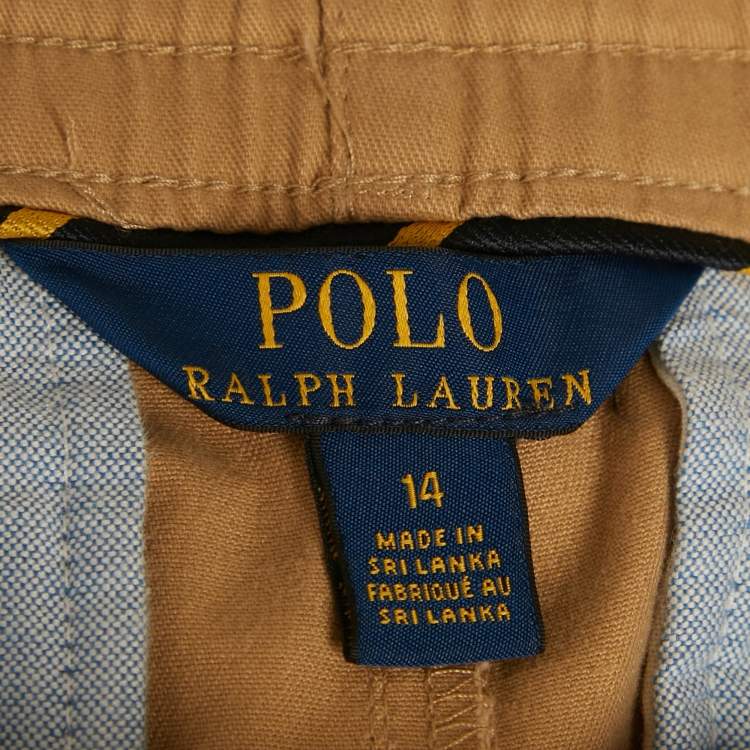 POLO
RALPH LAUREN
14
MADE IN
SRI LANKA
FABRIQUÉ AU
SRI LANKA